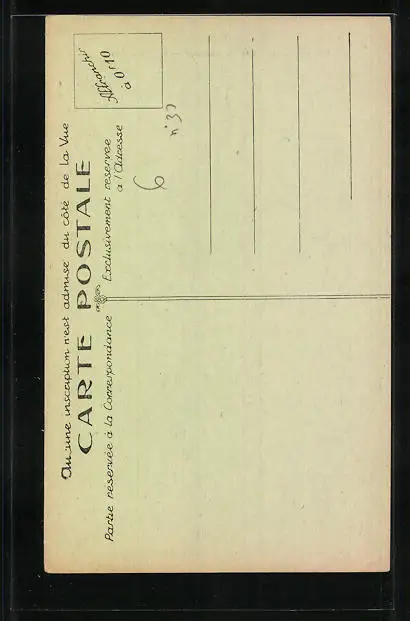 Aucune inscription n'est admise du côté de la Vue
CARTE POSTALE
Partie réservée à la Correspondance
Exclusivement réservée
à l'Adresse
Affranchir
à 0f10
6
n° 37